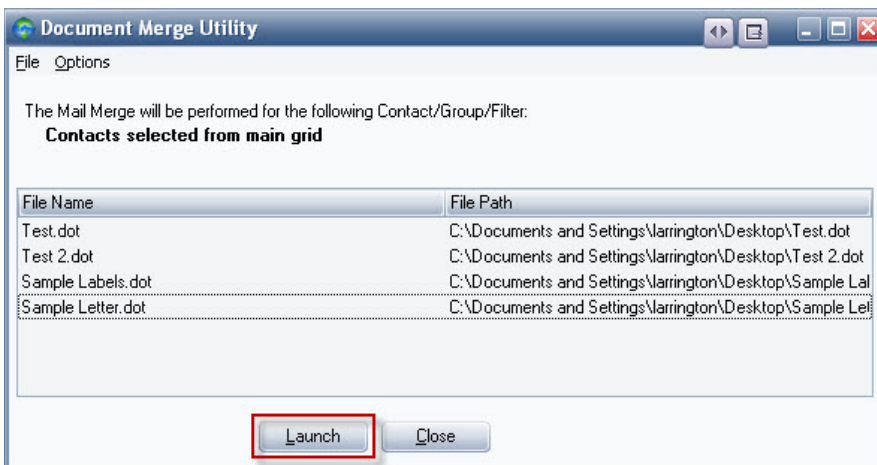 Document Merge Utility
File Options
The Mail Merge will be performed for the following Contact/Group/Filter:
Contacts selected from main grid
File Name File Path
Test.dot C:\Documents and Settings\larrington\Desktop\Test.dot
Test 2.dot C:\Documents and Settings\larrington\Desktop\Test 2.dot
Sample Labels.dot C:\Documents and Settings\larrington\Desktop\Sample Lal
Sample Letter.dot C:\Documents and Settings\larrington\Desktop\Sample Let
Launch Close